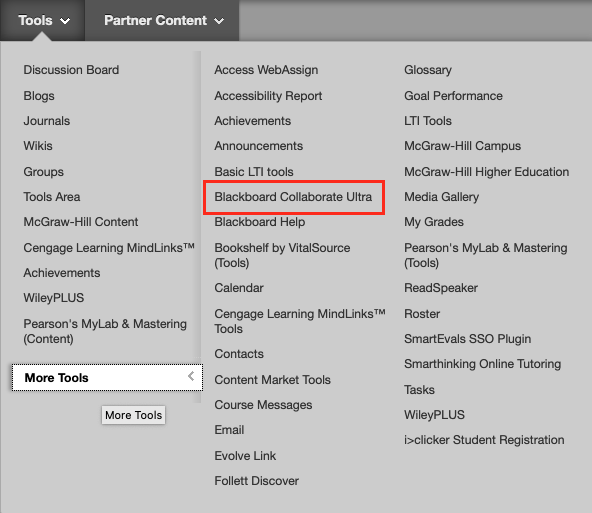 Tools
Partner Content
Discussion Board
Blogs
Journals
Wikis
Groups
Tools Area
McGraw-Hill Content
Cengage Learning MindLinks™
Achievements
WileyPLUS
Pearson's MyLab & Mastering
(Content)
More Tools
More Tools
Access WebAssign
Accessibility Report
Achievements
Announcements
Basic LTI tools
Blackboard Collaborate Ultra
Blackboard Help
Bookshelf by VitalSource
(Tools)
Calendar
Cengage Learning MindLinks™
Tools
Contacts
Content Market Tools
Course Messages
Email
Evolve Link
Follett Discover
Glossary
Goal Performance
LTI Tools
McGraw-Hill Campus
McGraw-Hill Higher Education
Media Gallery
My Grades
Pearson's MyLab & Mastering
(Tools)
ReadSpeaker
Roster
SmartEvals SSO Plugin
Smarthinking Online Tutoring
Tasks
WileyPLUS
i>clicker Student Registration